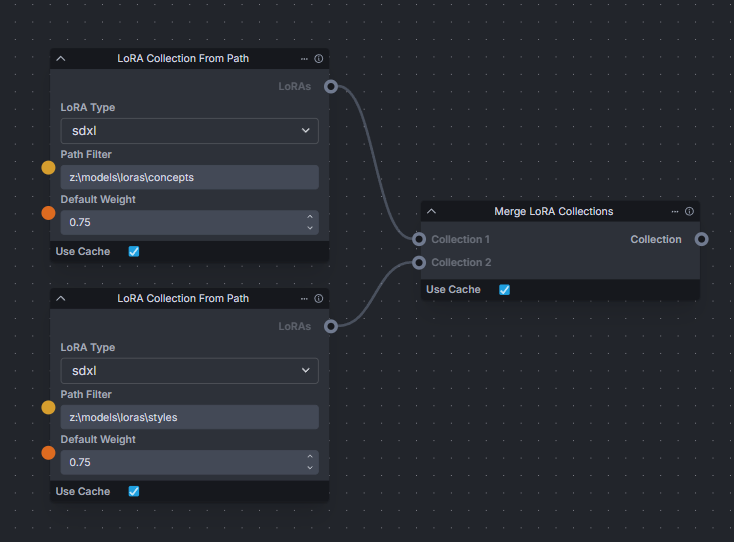 LoRA Collection From Path
LoRAs
LoRA Type
sdxl
Path Filter
z:\models\loras\concepts
Default Weight
0.75
Use Cache
LoRA Collection From Path
LoRAs
LoRA Type
sdxl
Path Filter
z:\models\loras\styles
Default Weight
0.75
Use Cache
Merge LoRA Collections
Collection 1
Collection
Collection 2
Use Cache